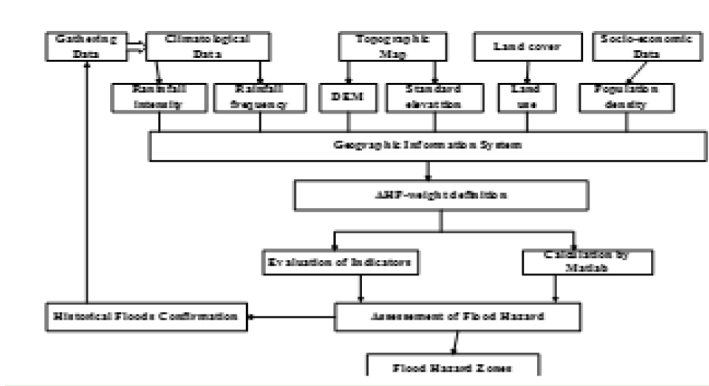 Gathering
Data
Climatological
Data
Topographic
Map
Land cover
Socio-economic
Data
Rainfall
intensity
Rainfall
frequency
DEM
Standard
elevattion
Land
use
Population
density
Geographic Information System
AHP-weight definition
Evaluation of Indicators
Calculation by
Matlab
Historical Floods Confirmation
Assessement of Flood Hazard
Flood Hazard Zones